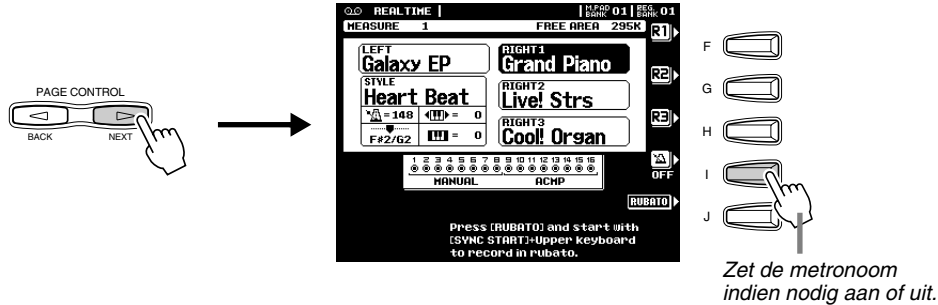 PAGE CONTROL
BACK NEXT
REALTIME M.PAD BANK 01 REG. BANK 01
MEASURE 1 FREE AREA 295K
R1
LEFT
Galaxy EP
RIGHT1
Grand Piano
R2
STYLE
Heart Beat
RIGHT2
Live! Strs
=148 = 0
R3
F#2/G2 = 0
RIGHT3
Cool! Organ
1 2 3 4 5 6 7 8 9 10 11 12 13 14 15 16
MANUAL ACMP
OFF
RUBATO
Press [RUBATO] and start with
[SYNC START]+Upper keyboard
to record in rubato.
F
G
H
I
J
Zet de metronoom
indien nodig aan of uit.